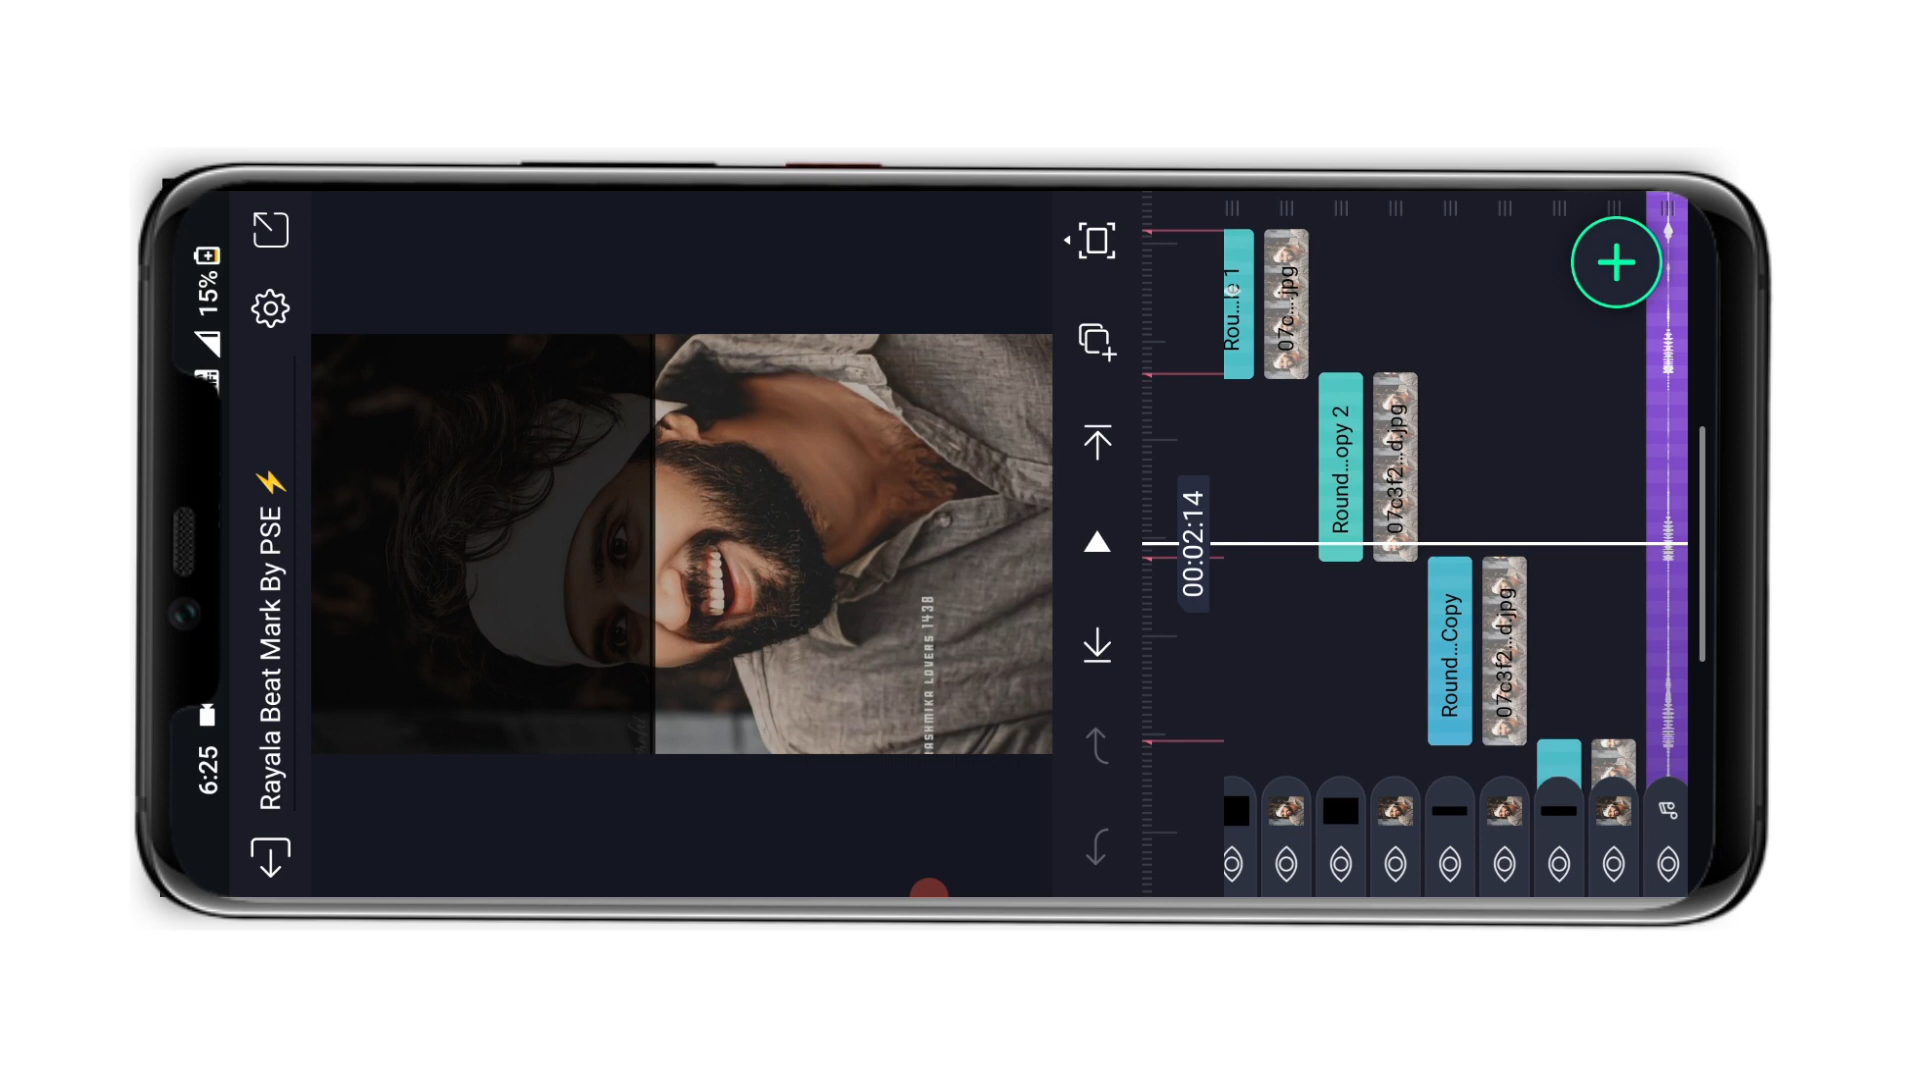 6:25
15%
Rayala Beat Mark By PSE ⚡
RASHMIKA LOVERS 1438
00:02:14
Rou...le 1
07c...jpg
Round...opy 2
07c3f2...d.jpg
Round...Copy
07c3f2...d.jpg